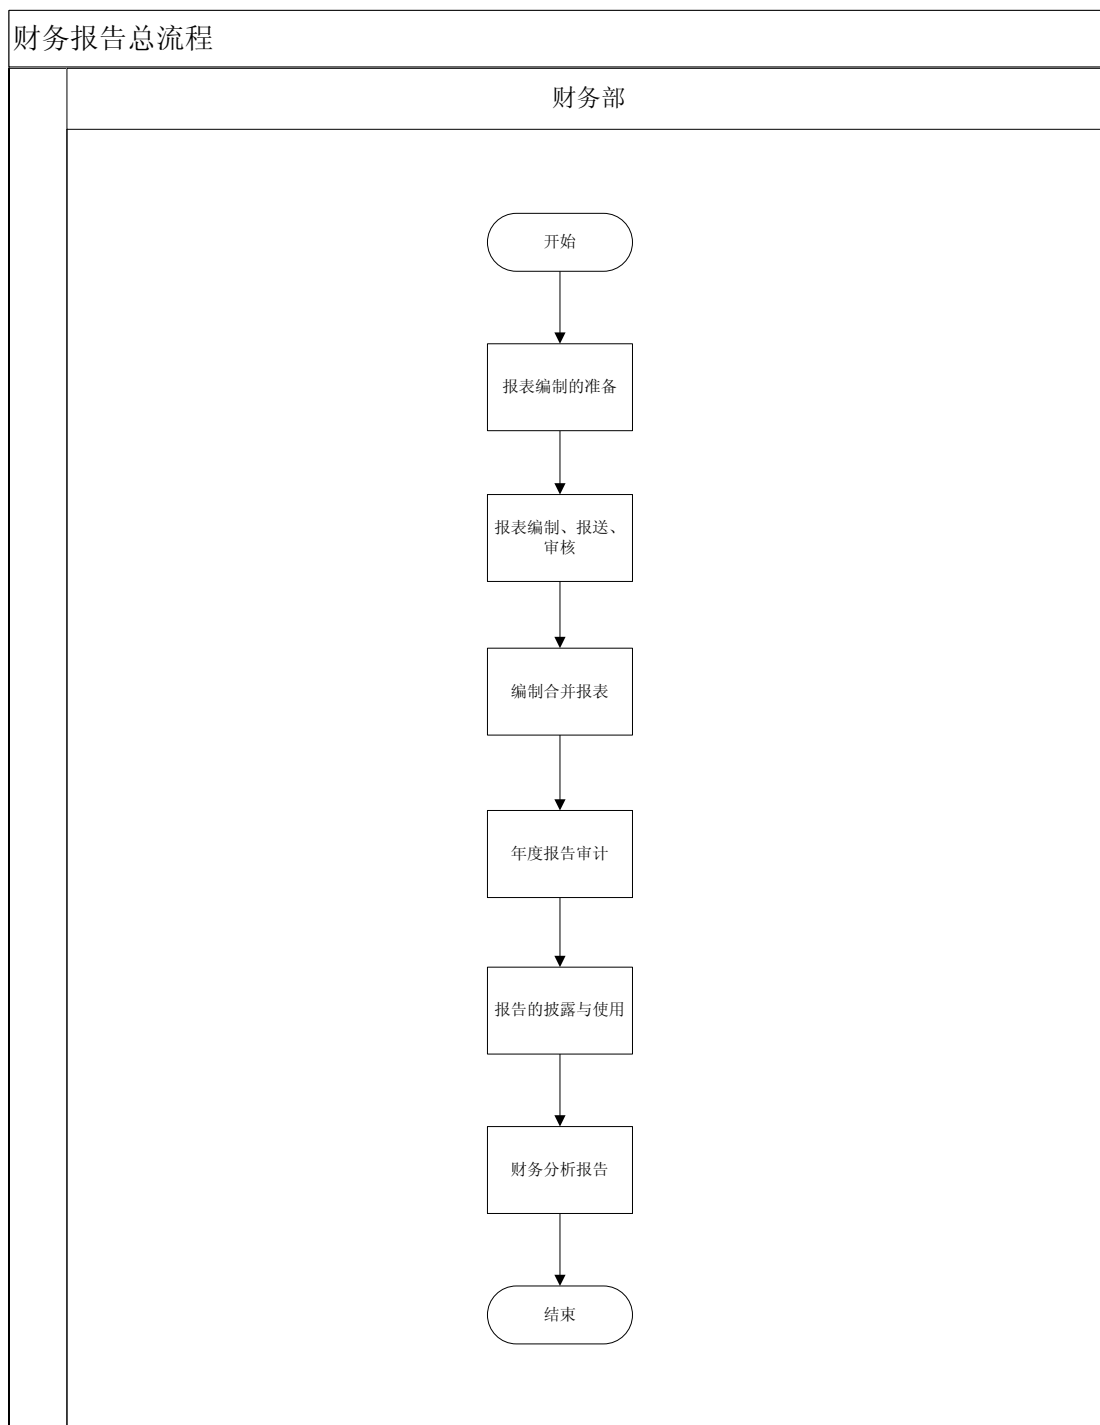 财务报告总流程
财务部
开始
报表编制的准备
报表编制、报送、
审核
编制合并报表
年度报告审计
报告的披露与使用
财务分析报告
结束